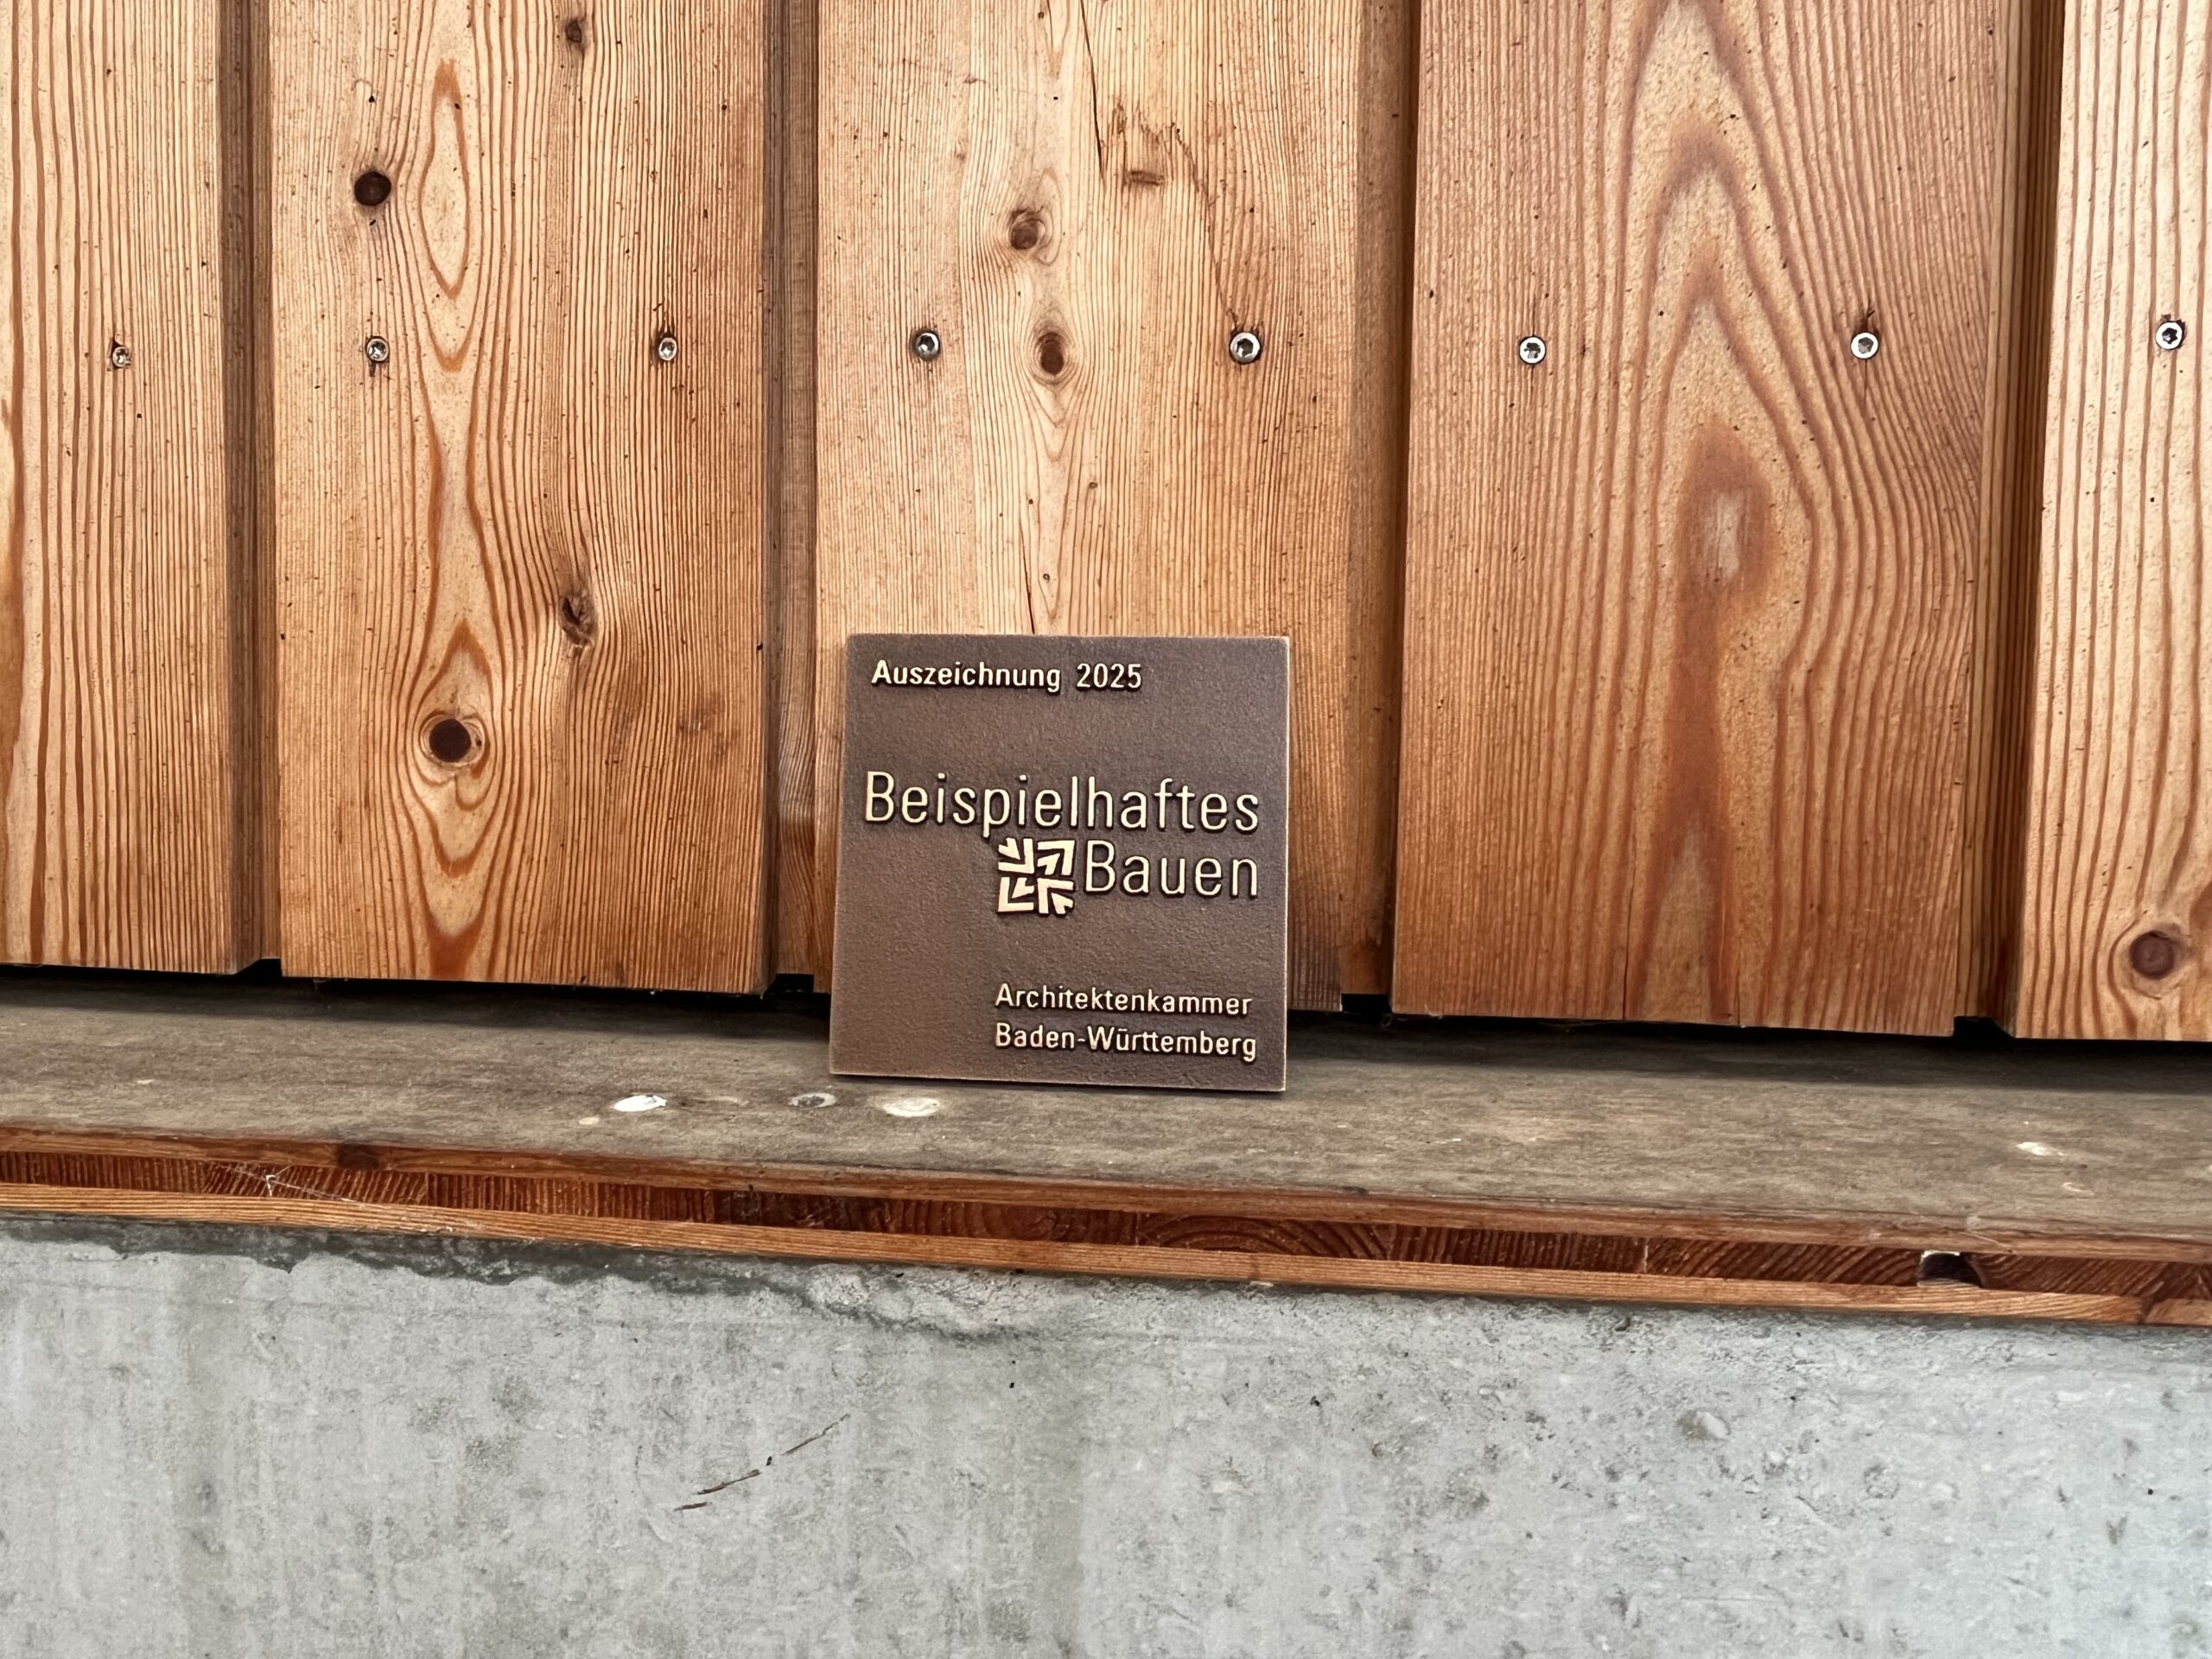 Auszeichnung 2025
Beispielhaftes
Bauen
Architektenkammer
Baden-Württemberg